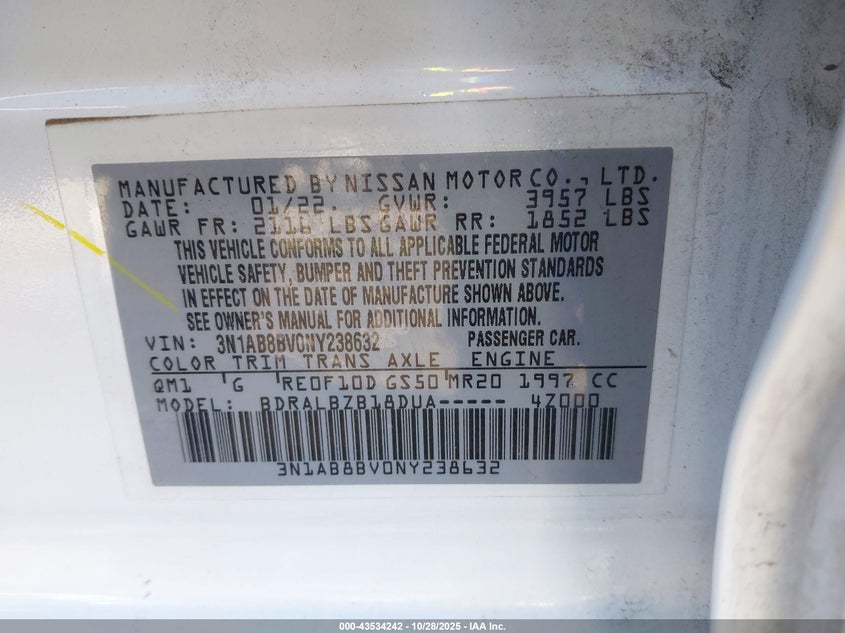 MANUFACTURED BY NISSAN MOTOR CO., LTD.
DATE: 01/22. GVWR: 3957 LBS
GAWR FR: 2116 LBS GAWR RR: 1852 LBS
THIS VEHICLE CONFORMS TO ALL APPLICABLE FEDERAL MOTOR
VEHICLE SAFETY, BUMPER AND THEFT PREVENTION STANDARDS
IN EFFECT ON THE DATE OF MANUFACTURE SHOWN ABOVE.
SEE OWNER'S MANUAL FOR ADDITIONAL INFORMATION.
VIN: 3N1AB8BV0NY238632 PASSENGER CAR.
COLOR TRIM TRANS AXLE ENGINE
QM1 G RE0F10D GS50 MR20 1997 CC
MODEL: BDRALBZB18DUA----- 4Z000
3N1AB8BV0NY238632
000-43534242 - 10/28/2025 - IAA Inc.